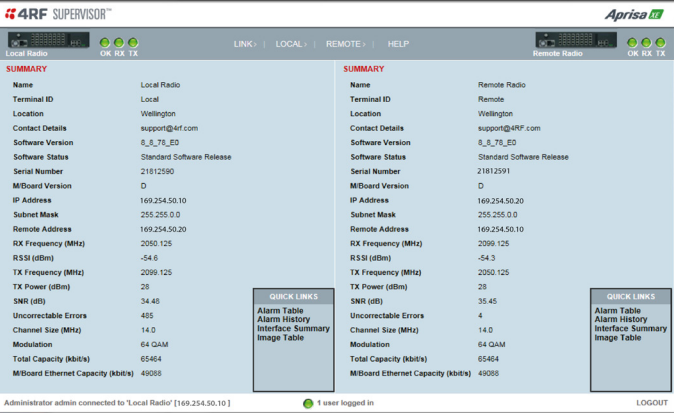 4RF SUPERVISOR™ Aprisa XE
Local Radio OK RX TX LINK> | LOCAL> | REMOTE> | HELP Remote Radio OK RX TX
SUMMARY
Name Local Radio
Terminal ID Local
Location Wellington
Contact Details support@4rf.com
Software Version 8_8_78_E0
Software Status Standard Software Release
Serial Number 21812590
M/Board Version D
IP Address 169.254.50.10
Subnet Mask 255.255.0.0
Remote Address 169.254.50.20
RX Frequency (MHz) 2050.125
RSSI (dBm) -54.6
TX Frequency (MHz) 2099.125
TX Power (dBm) 28
SNR (dB) 34.48
Uncorrectable Errors 485
Channel Size (MHz) 14.0
Modulation 64 QAM
Total Capacity (kbit/s) 65464
M/Board Ethernet Capacity (kbit/s) 49088
QUICK LINKS
Alarm Table
Alarm History
Interface Summary
Image Table
SUMMARY
Name Remote Radio
Terminal ID Remote
Location Wellington
Contact Details support@4RF.com
Software Version 8_8_78_E0
Software Status Standard Software Release
Serial Number 21812591
M/Board Version D
IP Address 169.254.50.20
Subnet Mask 255.255.0.0
Remote Address 169.254.50.10
RX Frequency (MHz) 2099.125
RSSI (dBm) -54.3
TX Frequency (MHz) 2050.125
TX Power (dBm) 28
SNR (dB) 35.45
Uncorrectable Errors 4
Channel Size (MHz) 14.0
Modulation 64 QAM
Total Capacity (kbit/s) 65464
M/Board Ethernet Capacity (kbit/s) 49088
QUICK LINKS
Alarm Table
Alarm History
Interface Summary
Image Table
Administrator admin connected to 'Local Radio' [169.254.50.10 ] 1 user logged in LOGOUT